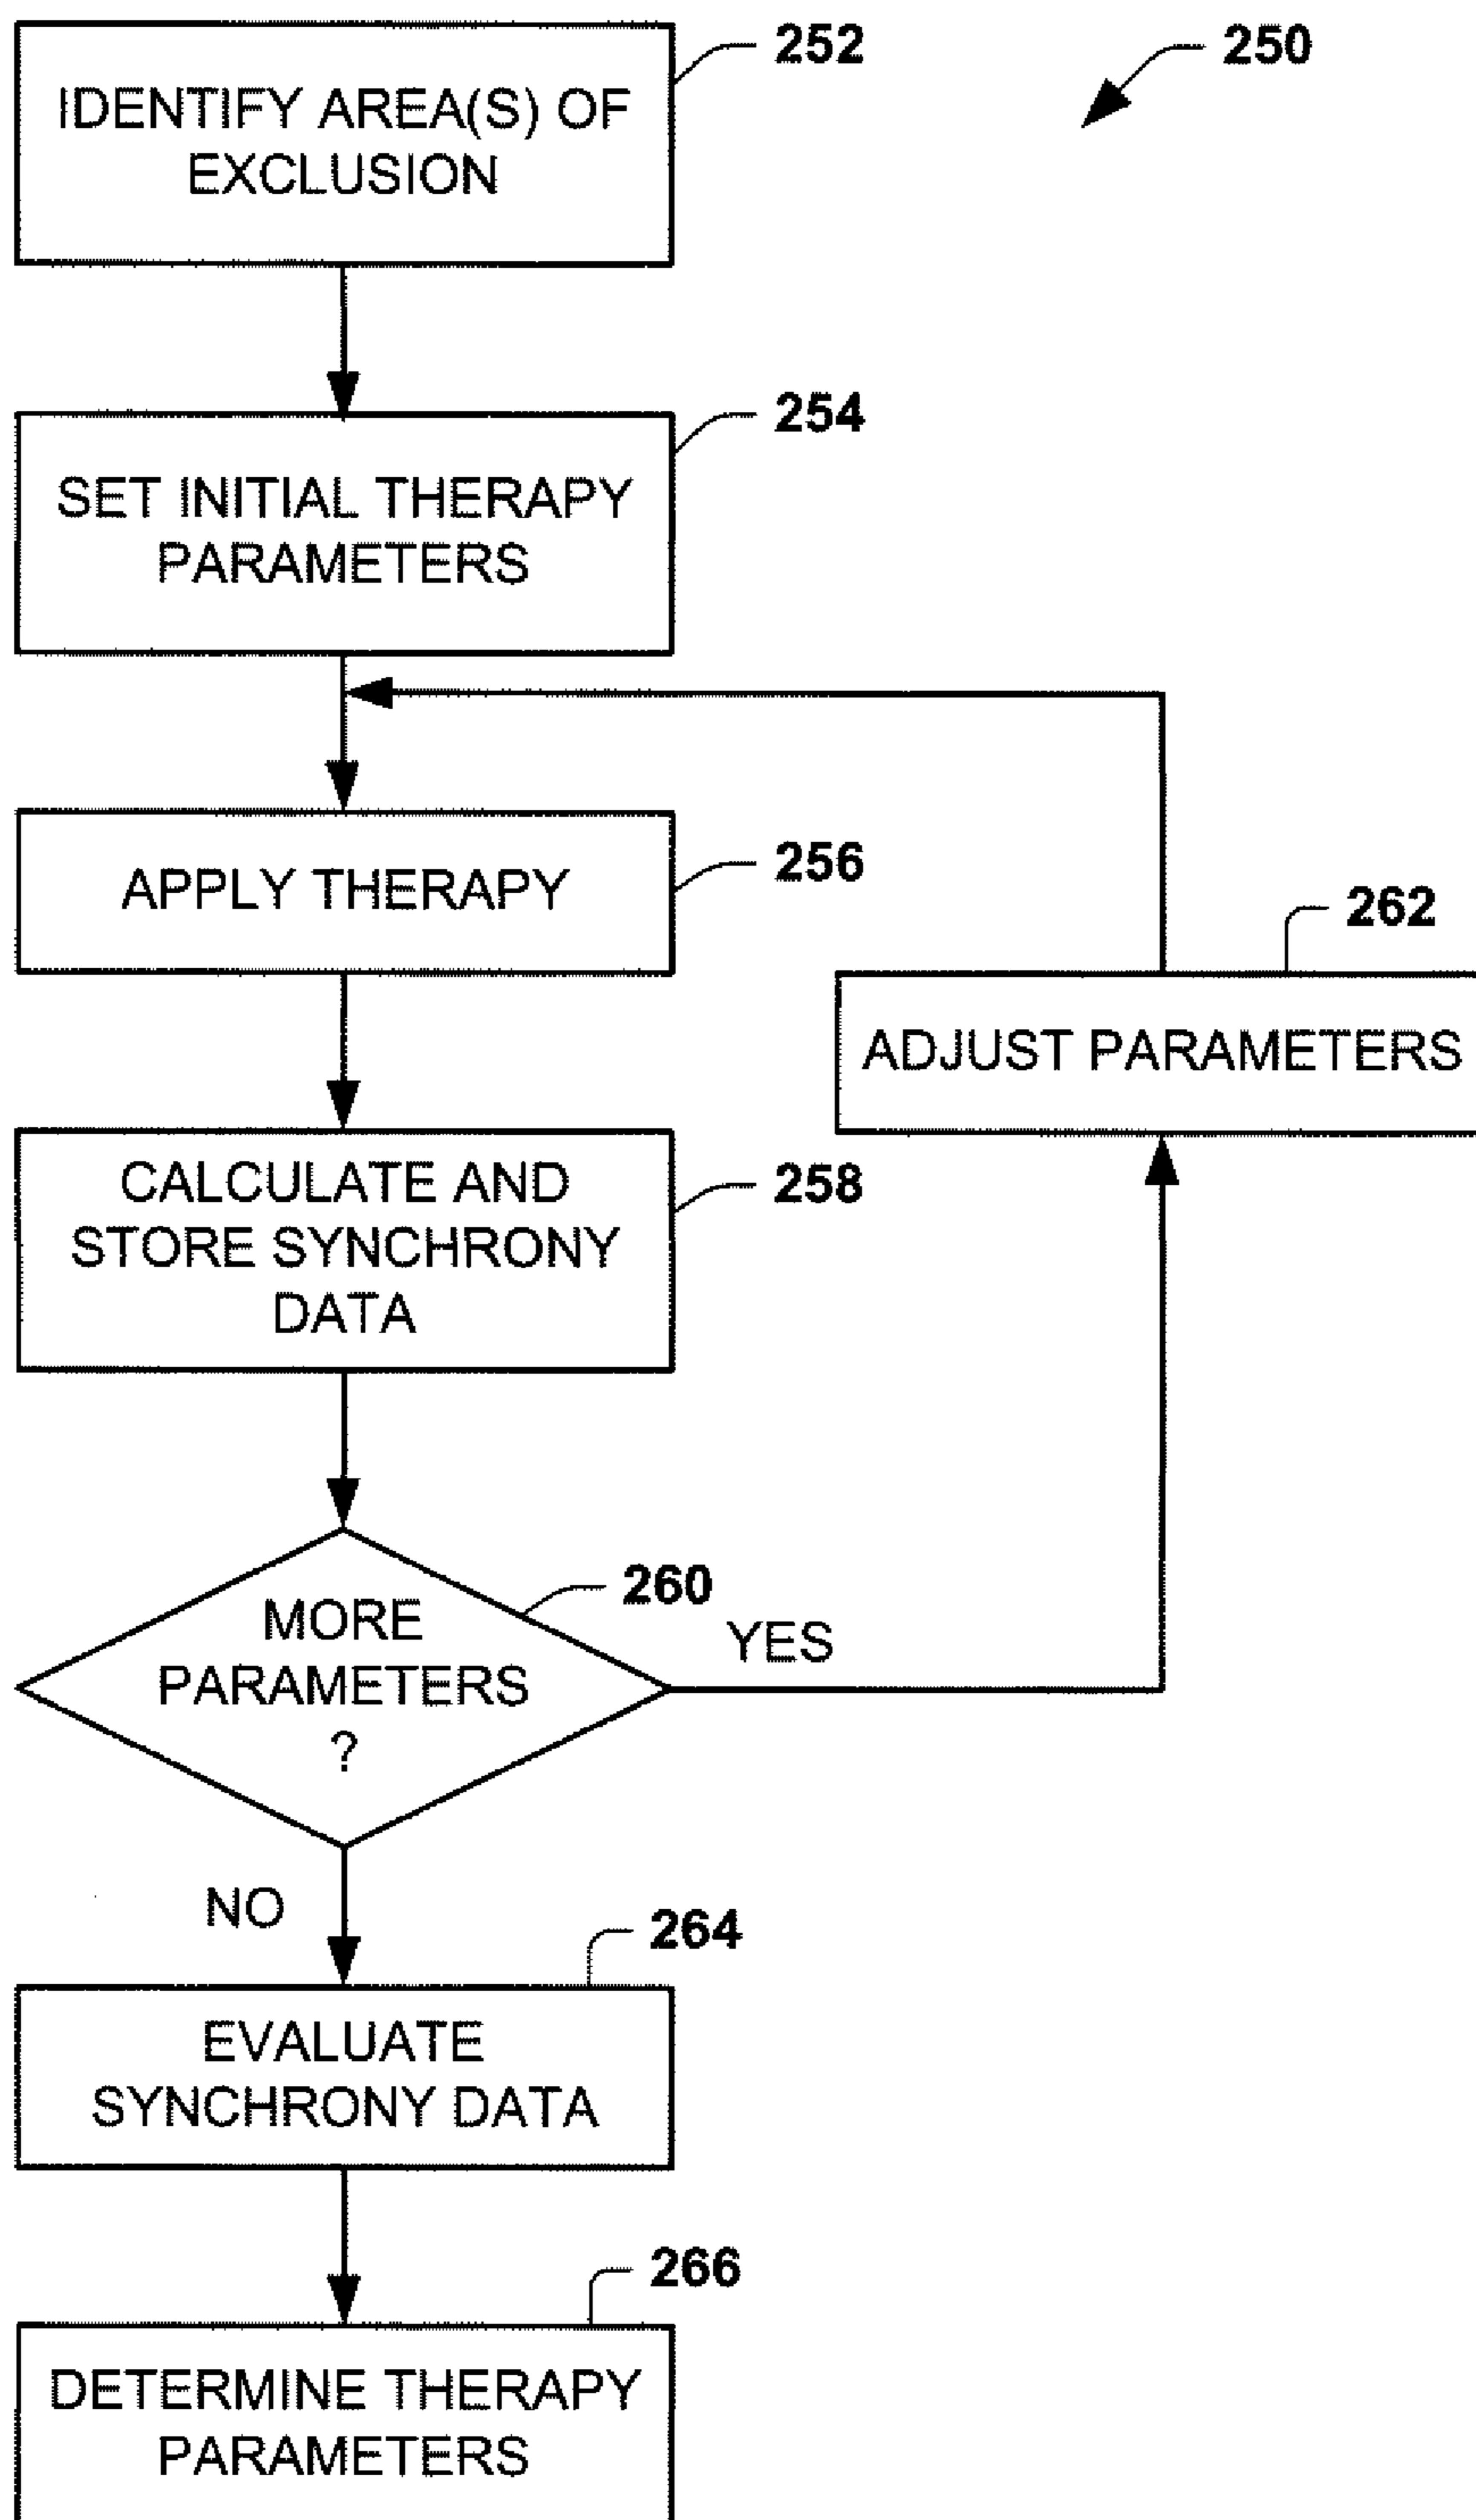 252
250
IDENTIFY AREA(S) OF
EXCLUSION
254
SET INITIAL THERAPY
PARAMETERS
256
APPLY THERAPY
262
ADJUST PARAMETERS
258
CALCULATE AND
STORE SYNCHRONY
DATA
260
MORE
PARAMETERS
?
YES
NO
264
EVALUATE
SYNCHRONY DATA
266
DETERMINE THERAPY
PARAMETERS